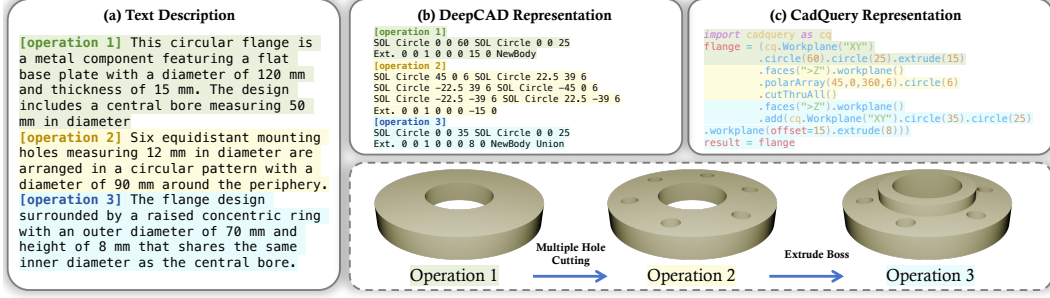 (a) Text Description
[operation 1] This circular flange is
a metal component featuring a flat
base plate with a diameter of 120 mm
and thickness of 15 mm. The design
includes a central bore measuring 50
mm in diameter
[operation 2] Six equidistant mounting
holes measuring 12 mm in diameter are
arranged in a circular pattern with a
diameter of 90 mm around the periphery.
[operation 3] The flange design
surrounded by a raised concentric ring
with an outer diameter of 70 mm and
height of 8 mm that shares the same
inner diameter as the central bore.
(b) DeepCAD Representation
[operation 1]
SOL Circle 0 0 60 SOL Circle 0 0 25
Ext. 0 0 1 0 0 0 15 0 NewBody
[operation 2]
SOL Circle 45 0 6 SOL Circle 22.5 39 6
SOL Circle −22.5 39 6 SOL Circle −45 0 6
SOL Circle −22.5 −39 6 SOL Circle 22.5 −39 6
Ext. 0 0 1 0 0 0 −15 0
[operation 3]
SOL Circle 0 0 35 SOL Circle 0 0 25
Ext. 0 0 1 0 0 0 8 0 NewBody Union
(c) CadQuery Representation
import cadquery as cq
flange = (cq.Workplane("XY")
.circle(60).circle(25).extrude(15)
.faces(">Z").workplane()
.polarArray(45,0,360,6).circle(6)
.cutThruAll()
.faces(">Z").workplane()
.add(cq.Workplane("XY").circle(35).circle(25)
.workplane(offset=15).extrude(8)))
result = flange
Operation 1
Multiple Hole
Cutting
Operation 2
Extrude Boss
Operation 3